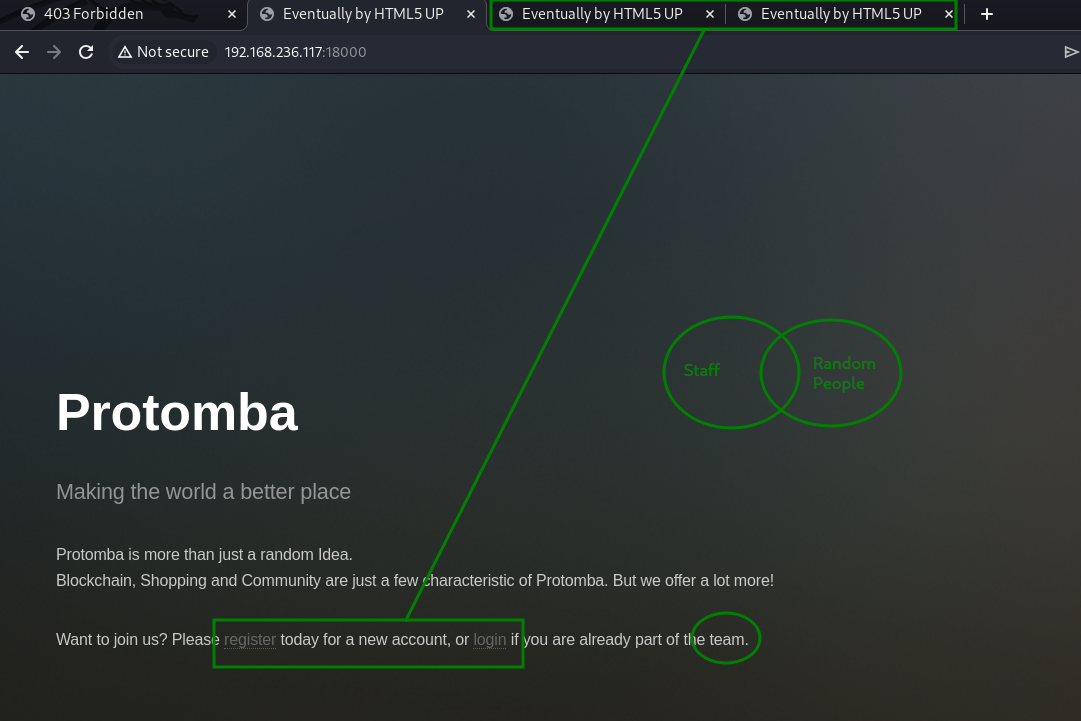 403 Forbidden
Eventually by HTML5 UP
Eventually by HTML5 UP
Eventually by HTML5 UP
Not secure
192.168.236.117:18000
Staff
Random
People
Protomba
Making the world a better place
Protomba is more than just a random Idea.
Blockchain, Shopping and Community are just a few characteristic of Protomba. But we offer a lot more!
Want to join us? Please register today for a new account, or login if you are already part of the team.